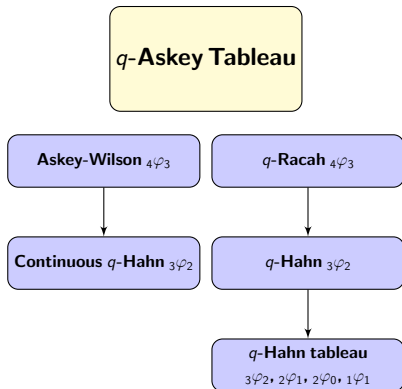 q-Askey Tableau
Askey-Wilson ₄φ₃
q-Racah ₄φ₃
Continuous q-Hahn ₃φ₂
q-Hahn ₃φ₂
q-Hahn tableau
₃φ₂, ₂φ₁, ₂φ₀, ₁φ₁